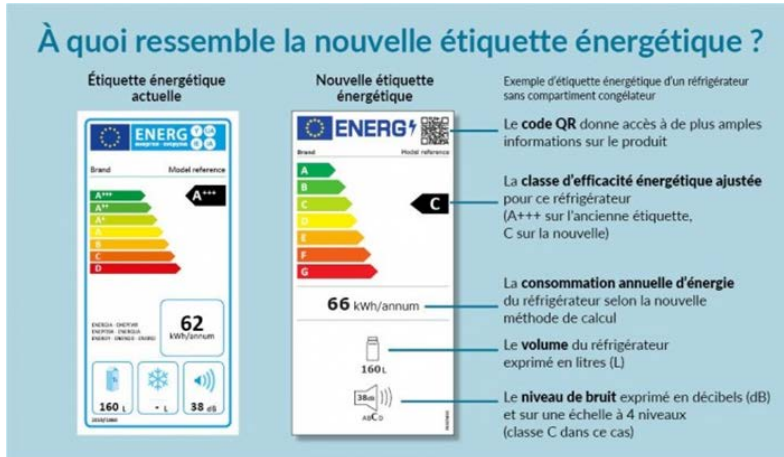 À quoi ressemble la nouvelle étiquette énergétique ?
Étiquette énergétique
actuelle
ENERG
Y IJA
IE IA
Brand Model reference
A+++
A++
A+
A
B
C
D
A+++
62
kWh/annum
160 L
- L
38 dB
Nouvelle étiquette
énergétique
ENERG
Brand Model reference
A
B
C
D
E
F
G
C
66 kWh/annum
160 L
38dB
ABCD
Exemple d'étiquette énergétique d'un réfrigérateur
sans compartiment congélateur
Le code QR donne accès à de plus amples
informations sur le produit
La classe d'efficacité énergétique ajustée
pour ce réfrigérateur
(A+++ sur l'ancienne étiquette,
C sur la nouvelle)
La consommation annuelle d'énergie
du réfrigérateur selon la nouvelle
méthode de calcul
Le volume du réfrigérateur
exprimé en litres (L)
Le niveau de bruit exprimé en décibels (dB)
et sur une échelle à 4 niveaux
(classe C dans ce cas)